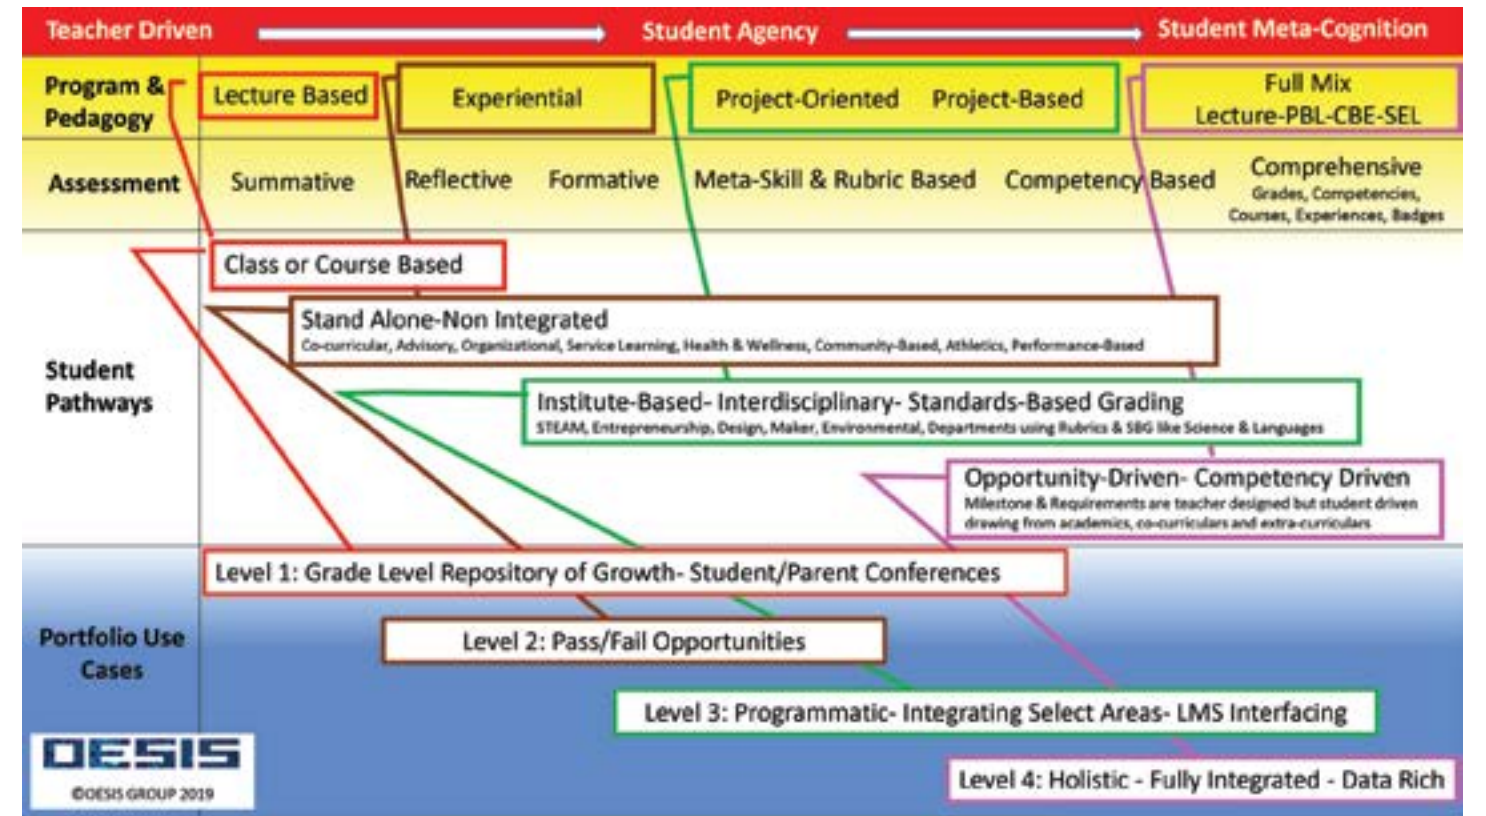 Teacher Driven Student Agency Student Meta-Cognition
Program &
Pedagogy
Lecture Based
Experiential
Project-Oriented Project-Based
Full Mix
Lecture-PBL-CBE-SEL
Assessment
Summative
Reflective Formative
Meta-Skill & Rubric Based Competency Based
Comprehensive
Grades, Competencies,
Courses, Experiences, Badges
Student
Pathways
Class or Course Based
Stand Alone-Non Integrated
Co-curricular, Advisory, Organizational, Service Learning, Health & Wellness, Community-Based, Athletics, Performance-Based
Institute-Based- Interdisciplinary- Standards-Based Grading
STEAM, Entrepreneurship, Design, Maker, Environmental, Departments using Rubrics & SBG like Science & Languages
Opportunity-Driven- Competency Driven
Milestone & Requirements are teacher designed but student driven
drawing from academics, co-curriculars and extra-curriculars
Portfolio Use
Cases
Level 1: Grade Level Repository of Growth- Student/Parent Conferences
Level 2: Pass/Fail Opportunities
Level 3: Programmatic- Integrating Select Areas- LMS Interfacing
Level 4: Holistic - Fully Integrated - Data Rich
OESIS
©OESIS GROUP 2019